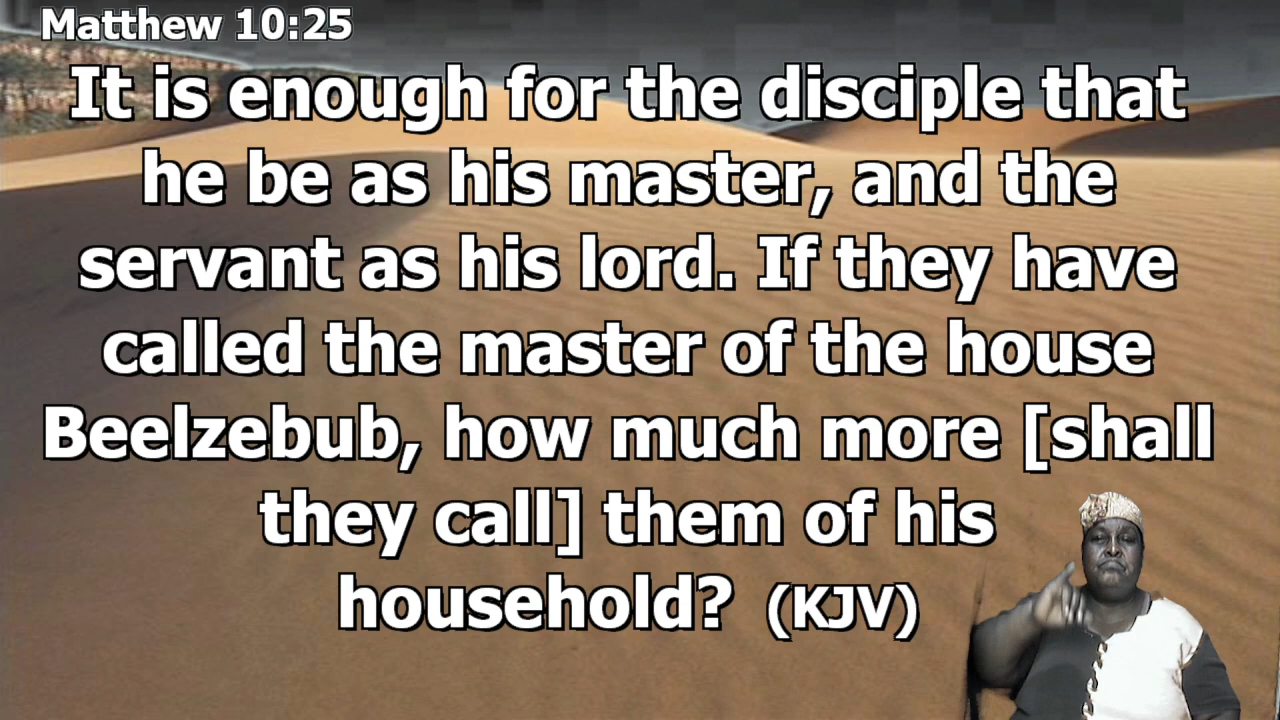 Matthew 10:25
It is enough for the disciple that
he be as his master, and the
servant as his lord. If they have
called the master of the house
Beelzebub, how much more [shall
they call] them of his
household? (KJV)